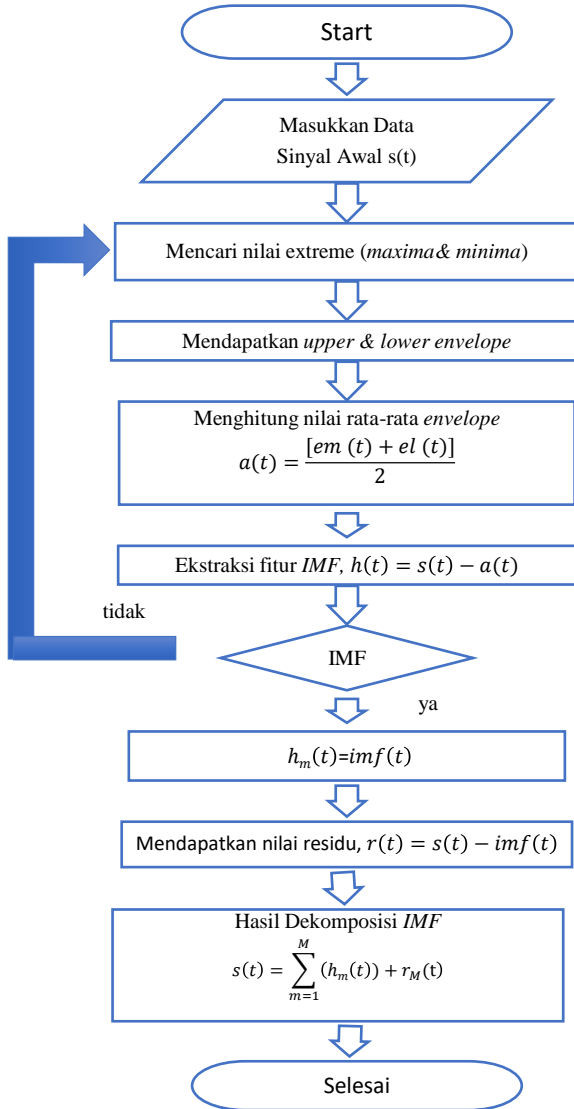 Start
Masukkan Data
Sinyal Awal s(t)
Mencari nilai extreme (maxima& minima)
Mendapatkan upper & lower envelope
Menghitung nilai rata-rata envelope
a(t) = [em (t) + el (t)] / 2
Ekstraksi fitur IMF, h(t) = s(t) − a(t)
tidak
IMF
ya
h_m(t)=imf(t)
Mendapatkan nilai residu, r(t) = s(t) − imf(t)
Hasil Dekomposisi IMF
s(t) = ∑_{m=1}^{M} (h_m(t)) + r_M(t)
Selesai